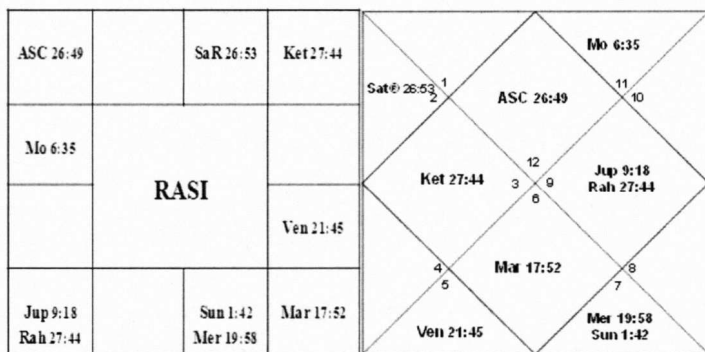 ASC 26:49
SaR 26:53
Ket 27:44
Mo 6:35
RASI
Ven 21:45
Jup 9:18
Rah 27:44
Sun 1:42
Mer 19:58
Mar 17:52
Mo 6:35
Sat® 26:53
1
2
ASC 26:49
11
10
Ket 27:44
12
3
9
6
Jup 9:18
Rah 27:44
4
5
Mar 17:52
8
7
Ven 21:45
Mer 19:58
Sun 1:42